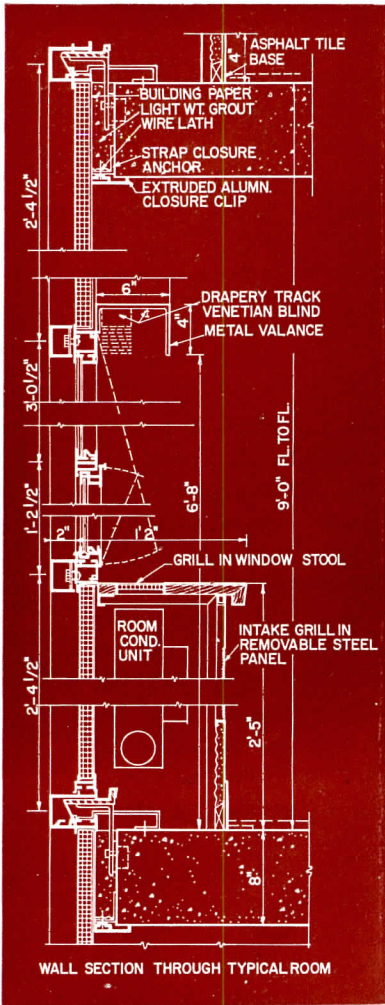 ASPHALT TILE
BASE
4"
BUILDING PAPER
LIGHT WT. GROUT
WIRE LATH
STRAP CLOSURE
ANCHOR
EXTRUDED ALUMN.
CLOSURE CLIP
2'-4 1/2"
6"
DRAPERY TRACK
VENETIAN BLIND
METAL VALANCE
4"
3'-0 1/2"
9'-0" FL. TO FL.
6'-8"
1'-2 1/2"
2"
1'2"
GRILL IN WINDOW STOOL
ROOM
COND.
UNIT
INTAKE GRILL IN
REMOVABLE STEEL
PANEL
2'-4 1/2"
2'-5"
8"
WALL SECTION THROUGH TYPICAL ROOM